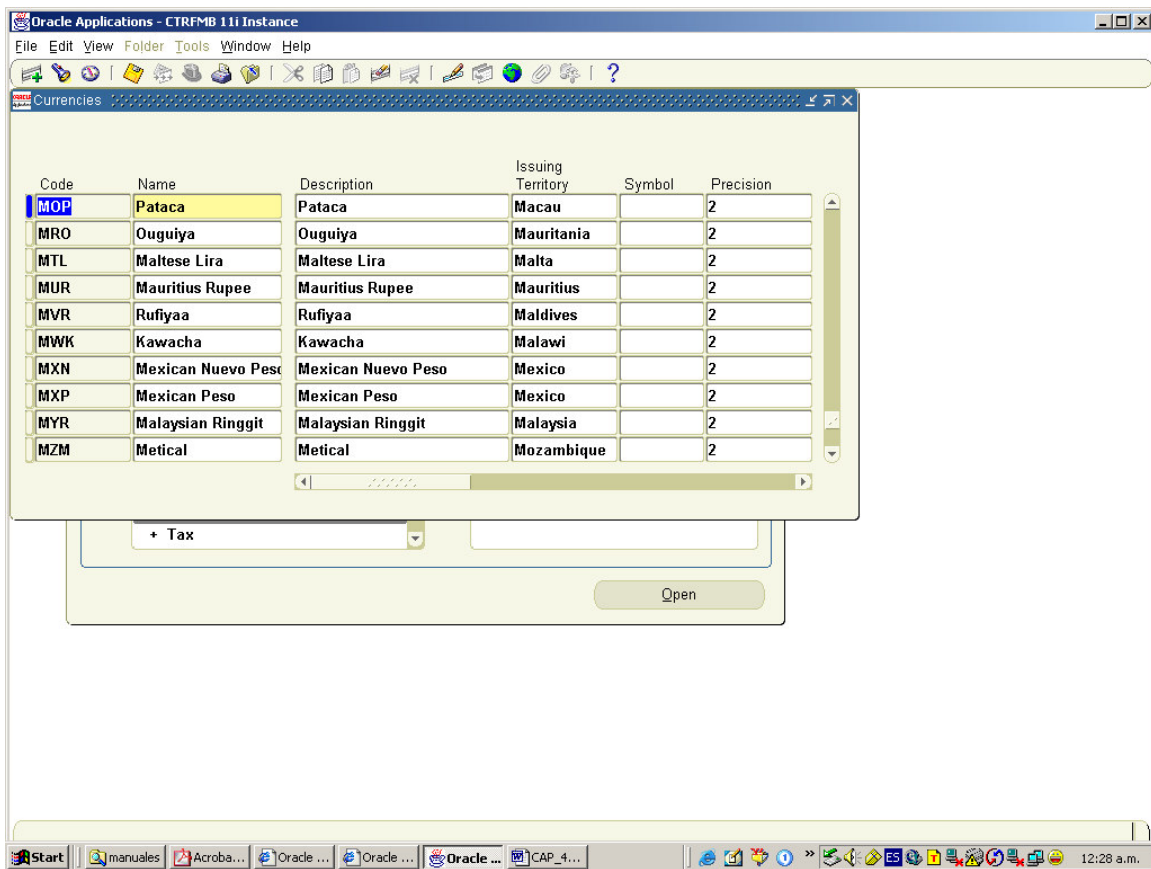 Oracle Applications - CTRFMB 11i Instance
File Edit View Folder Tools Window Help
Currencies
Issuing
Code Name Description Territory Symbol Precision
MOP Pataca Pataca Macau 2
MRO Ouguiya Ouguiya Mauritania 2
MTL Maltese Lira Maltese Lira Malta 2
MUR Mauritius Rupee Mauritius Rupee Mauritius 2
MVR Rufiyaa Rufiyaa Maldives 2
MWK Kawacha Kawacha Malawi 2
MXN Mexican Nuevo Peso Mexican Nuevo Peso Mexico 2
MXP Mexican Peso Mexican Peso Mexico 2
MYR Malaysian Ringgit Malaysian Ringgit Malaysia 2
MZM Metical Metical Mozambique 2
+ Tax
Open
Start manuales Acroba... Oracle ... Oracle ... Oracle ... CAP_4... ES 12:28 a.m.